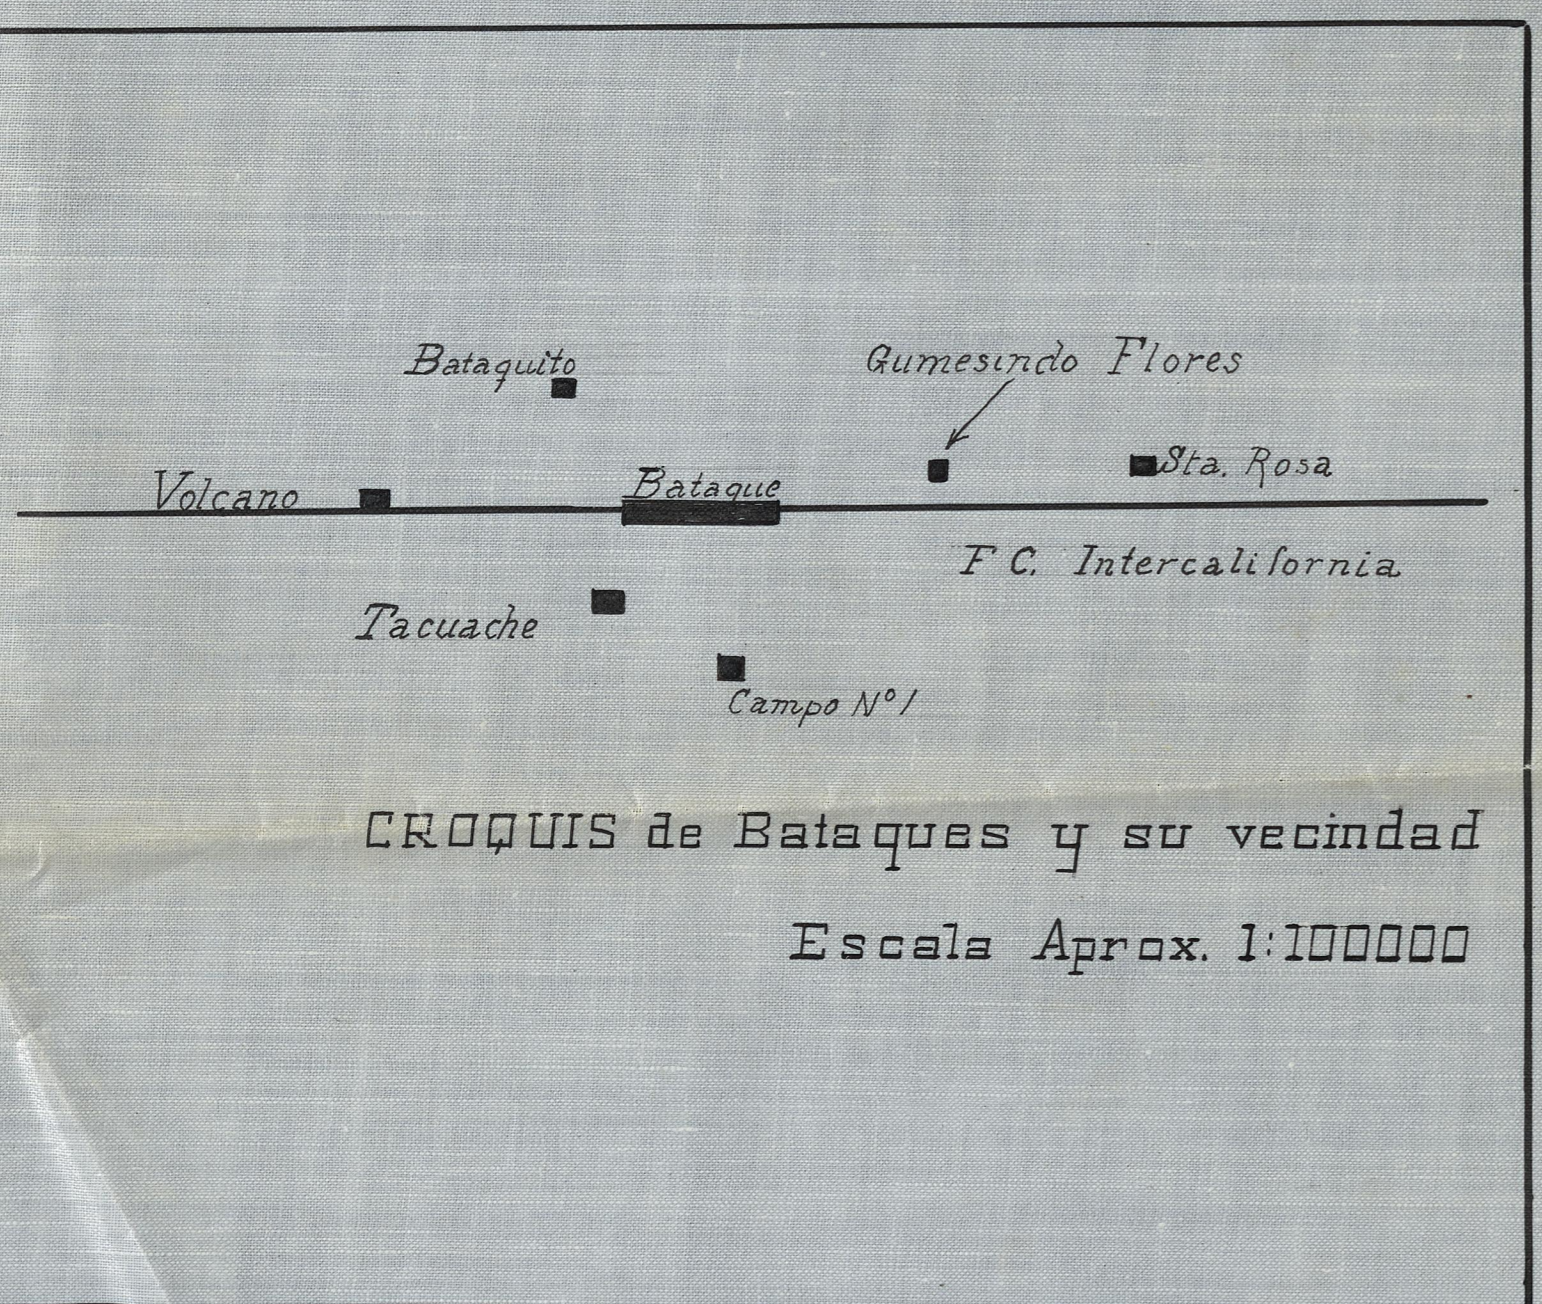 Bataquito
Gumesindo Flores
Volcano
Bataque
Sta. Rosa
F C. Intercalifornia
Tacuache
Campo Nº 1
CROQUIS de Bataques y su vecindad
Escala Aprox. 1:100000